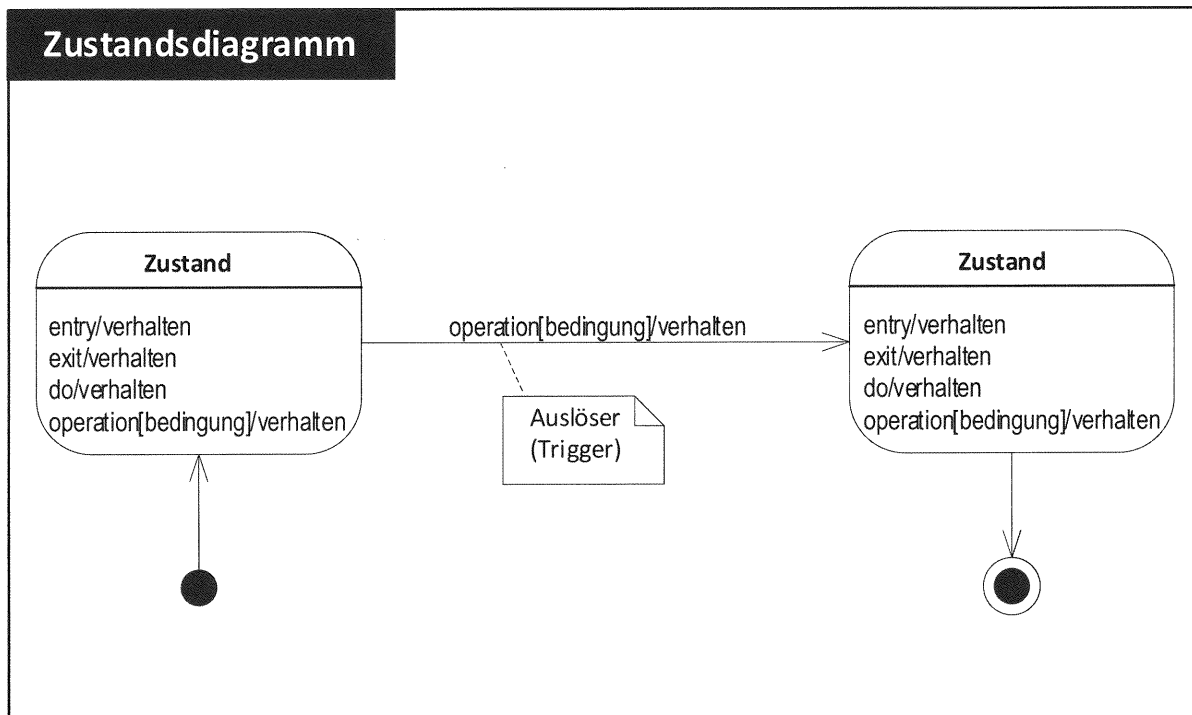 Zustandsdiagramm
Zustand
entry/verhalten
exit/verhalten
do/verhalten
operation[bedingung]/verhalten
operation[bedingung]/verhalten
Auslöser
(Trigger)
Zustand
entry/verhalten
exit/verhalten
do/verhalten
operation[bedingung]/verhalten